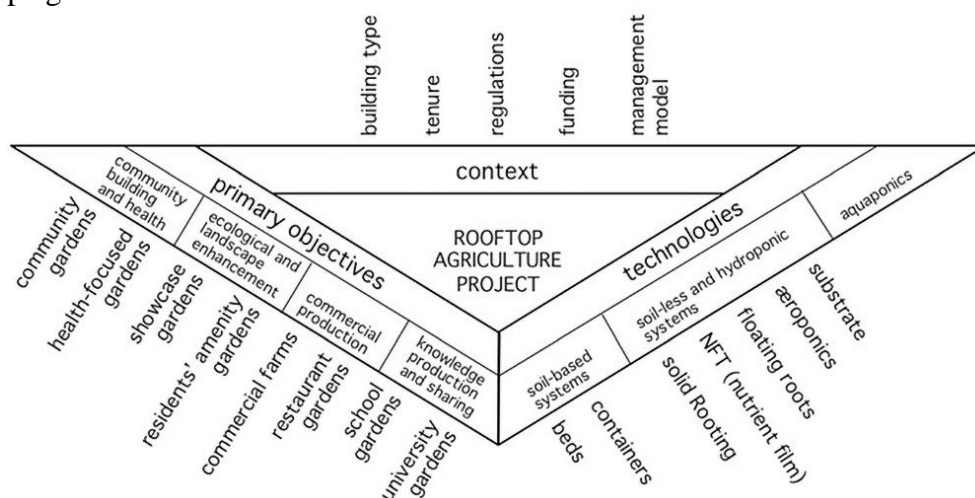 building type
tenure
regulations
funding
management
model
context
ROOFTOP
AGRICULTURE
PROJECT
primary objectives
community
building
and health
ecological and
landscape
enhancement
commercial
production
knowledge
production
and sharing
community
gardens
health-focused
gardens
showcase
gardens
residents' amenity
gardens
commercial farms
restaurant
gardens
school
gardens
university
gardens
technologies
soil-based
systems
soil-less and hydroponic
systems
aquaponics
beds
containers
solid Rooting
NFT (nutrient film)
floating roots
æroponics
substrate